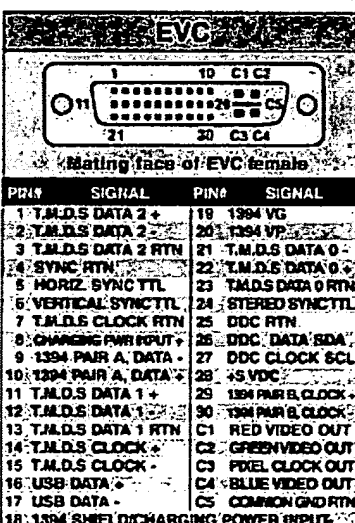 EVC
1 10 C1 C2
11 20 C5
21 30 C3 C4
Mating face of EVC female
PIN# SIGNAL PIN# SIGNAL
1 T.M.D.S DATA 2 + 19 1394 VG
2 T.M.D.S DATA 2 - 20 1394 VP
3 T.M.D.S DATA 2 RTN 21 T.M.D.S DATA 0 -
4 SYNC RTN 22 T.M.D.S DATA 0 +
5 HORIZ. SYNC TTL 23 T.M.D.S DATA 0 RTN
6 VERTICAL SYNC TTL 24 STEREO SYNC TTL
7 T.M.D.S CLOCK RTN 25 DDC RTN
8 CHARGING PWR INPUT + 26 DDC DATA SDA
9 1394 PAIR A, DATA - 27 DDC CLOCK SCL
10 1394 PAIR A, DATA + 28 +5 VDC
11 T.M.D.S DATA 1 + 29 1394 PAIR B, CLOCK +
12 T.M.D.S DATA 1 - 30 1394 PAIR B, CLOCK -
13 T.M.D.S DATA 1 RTN C1 RED VIDEO OUT
14 T.M.D.S CLOCK + C2 GREEN VIDEO OUT
15 T.M.D.S CLOCK - C3 PIXEL CLOCK OUT
16 USB DATA + C4 BLUE VIDEO OUT
17 USB DATA - C5 COMMON GND RTN
18 1394 SHIELD/CHARGING POWER INPUT -